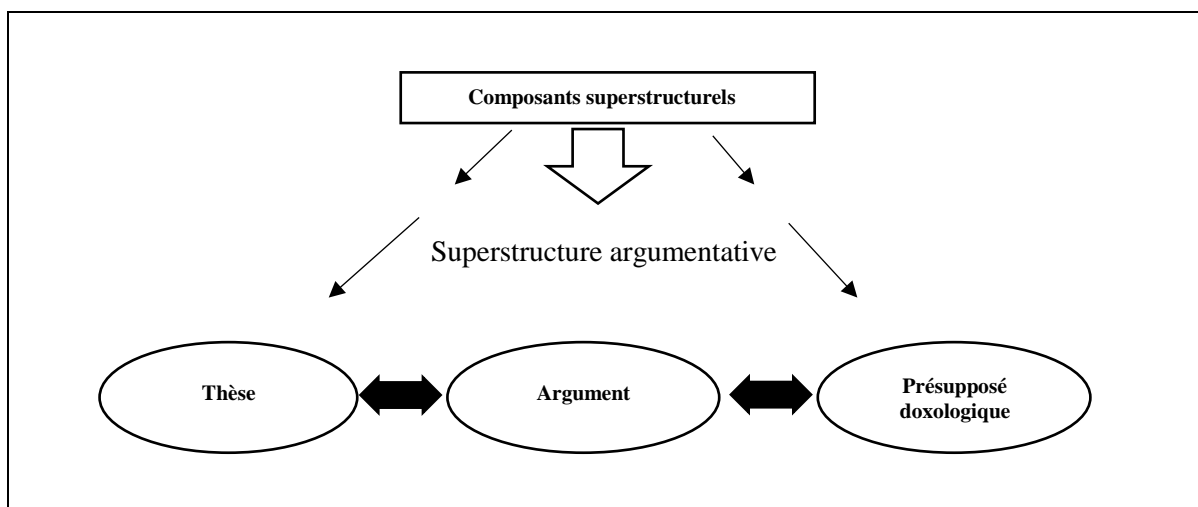 Composants superstructurels
Superstructure argumentative
Thèse
Argument
Présupposé
doxologique